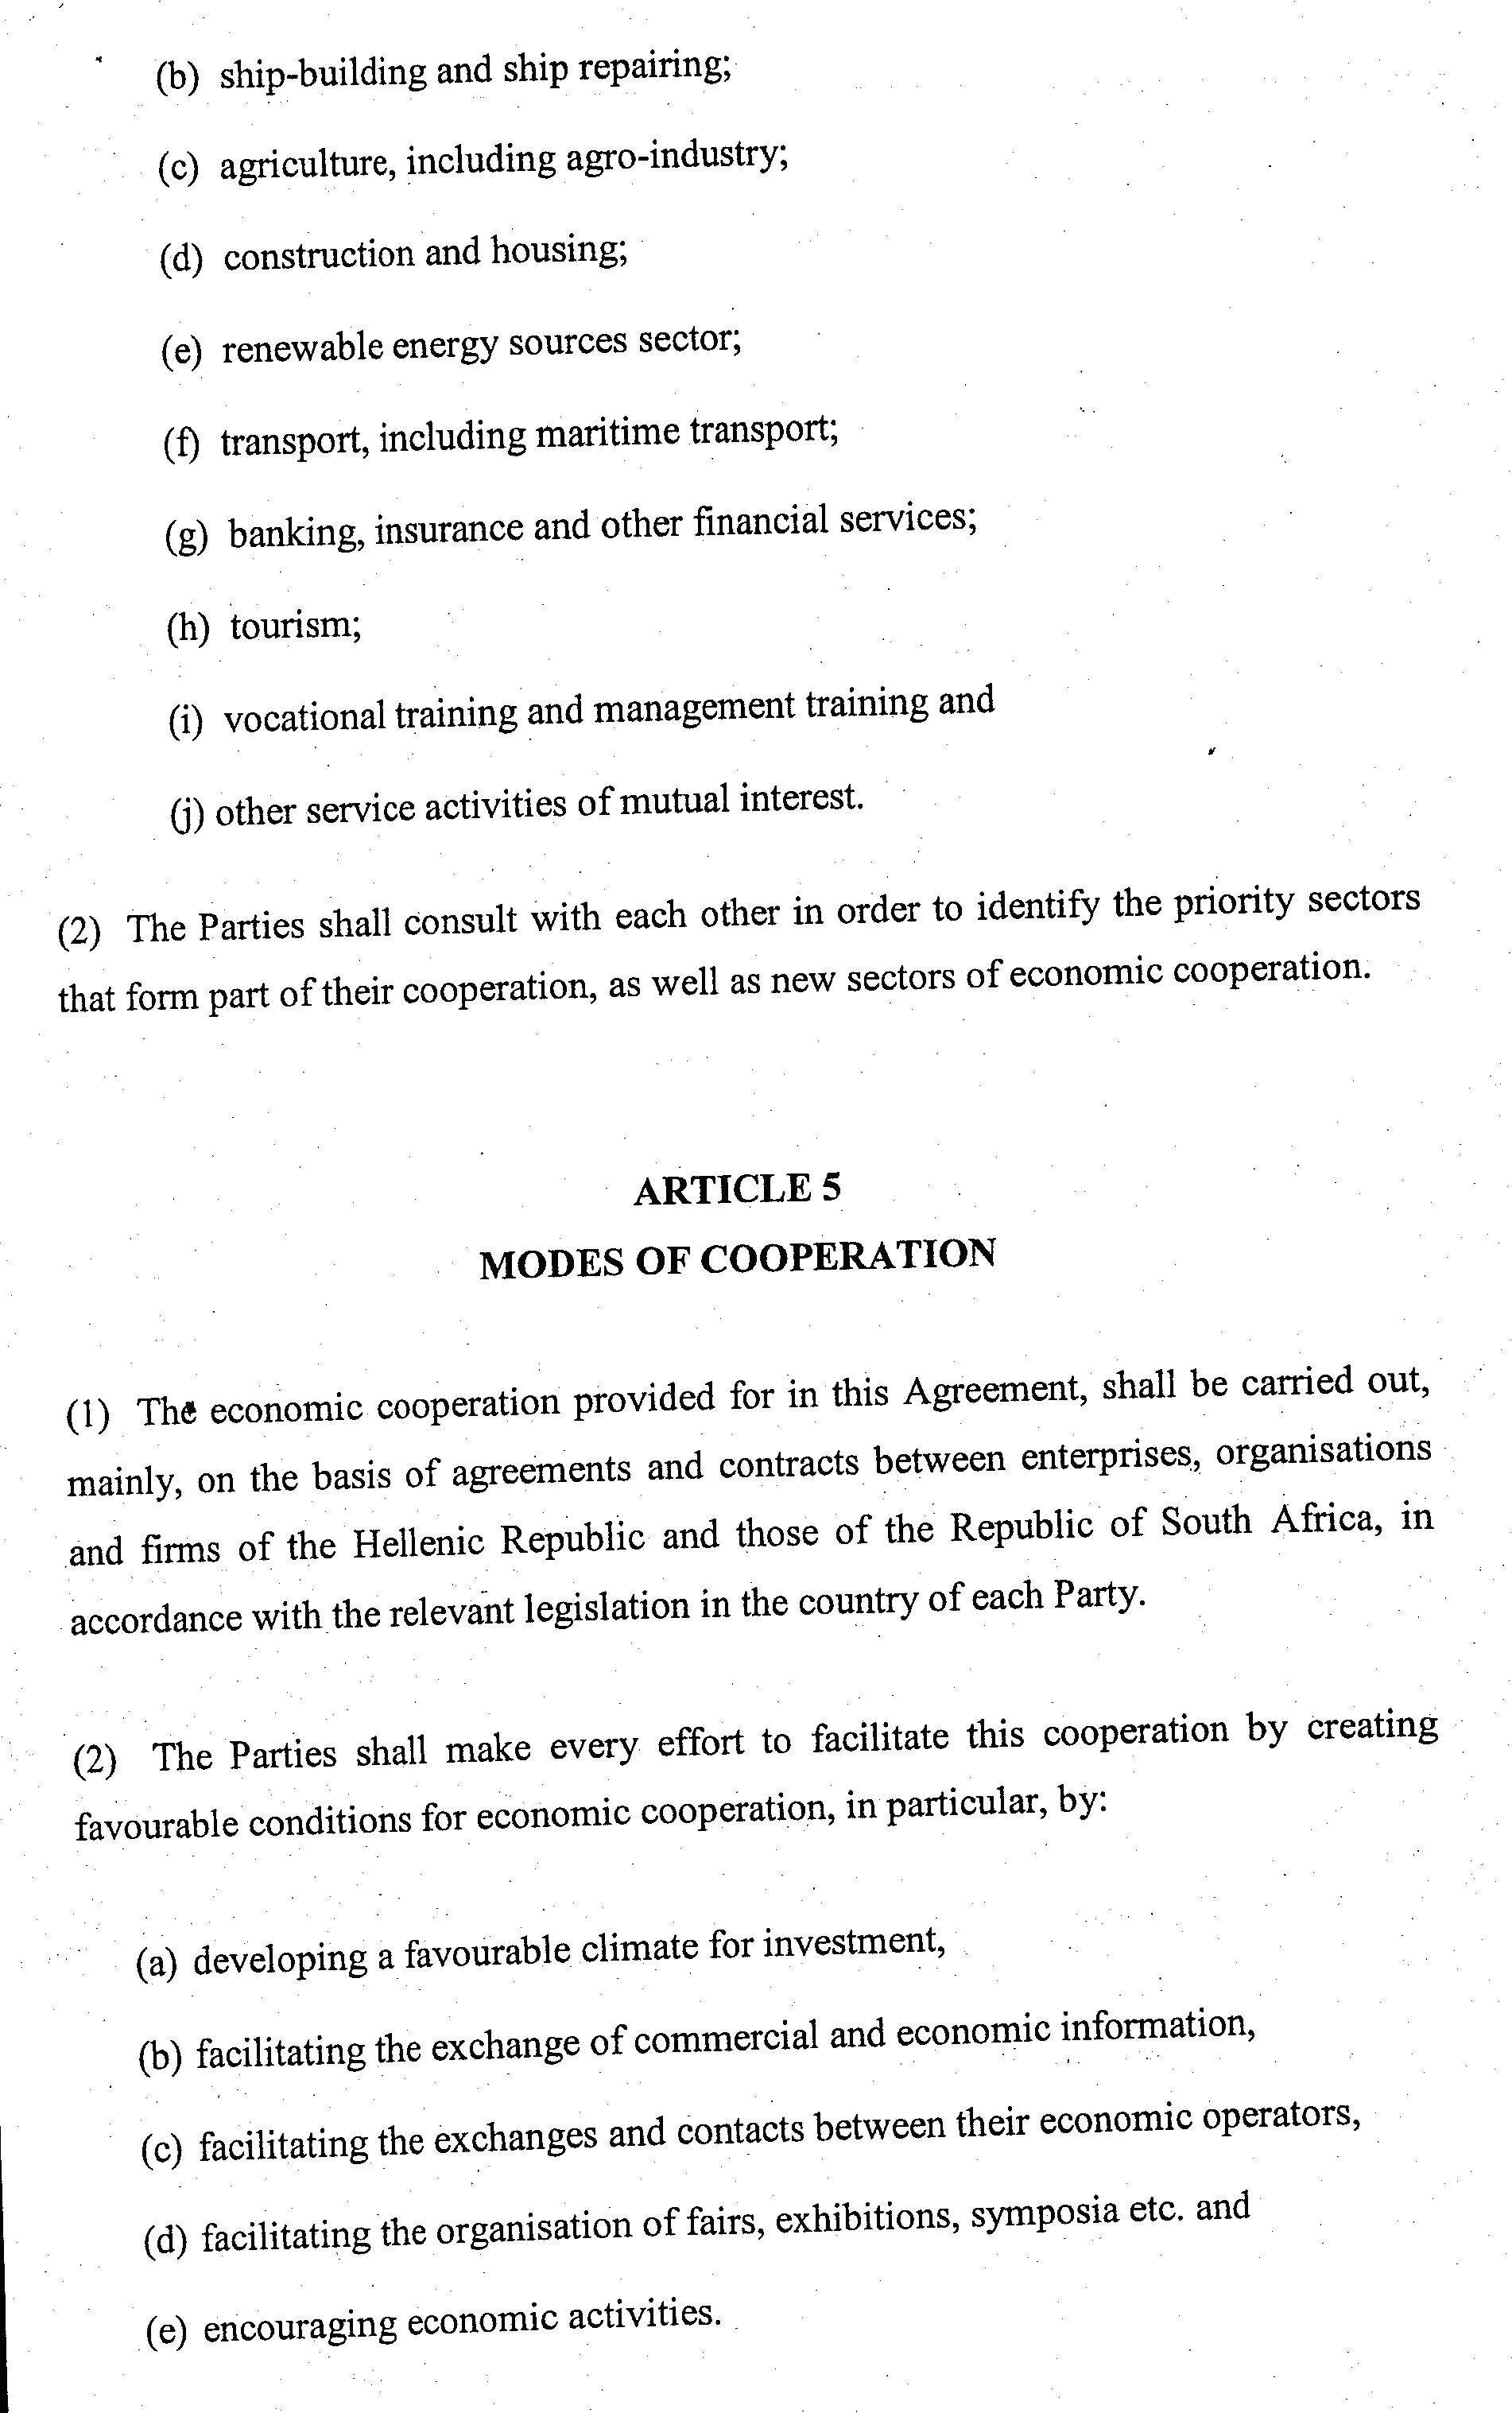 (b) ship-building and ship repairing;
(c) agriculture, including agro-industry;
(d) construction and housing;
(e) renewable energy sources sector;
(f) transport, including maritime transport;
(g) banking, insurance and other financial services;
(h) tourism;
(i) vocational training and management training and
(j) other service activities of mutual interest.
(2) The Parties shall consult with each other in order to identify the priority sectors
that form part of their cooperation, as well as new sectors of economic cooperation.
ARTICLE 5
MODES OF COOPERATION
(1) The economic cooperation provided for in this Agreement, shall be carried out,
mainly, on the basis of agreements and contracts between enterprises, organisations
and firms of the Hellenic Republic and those of the Republic of South Africa, in
accordance with the relevant legislation in the country of each Party.
(2) The Parties shall make every effort to facilitate this cooperation by creating
favourable conditions for economic cooperation, in particular, by:
(a) developing a favourable climate for investment,
(b) facilitating the exchange of commercial and economic information,
(c) facilitating the exchanges and contacts between their economic operators,
(d) facilitating the organisation of fairs, exhibitions, symposia etc. and
(e) encouraging economic activities.